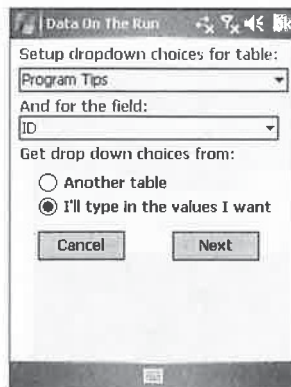 Data On The Run
Setup dropdown choices for table:
Program Tips
And for the field:
ID
Get drop down choices from:
Another table
I'll type in the values I want
Cancel
Next